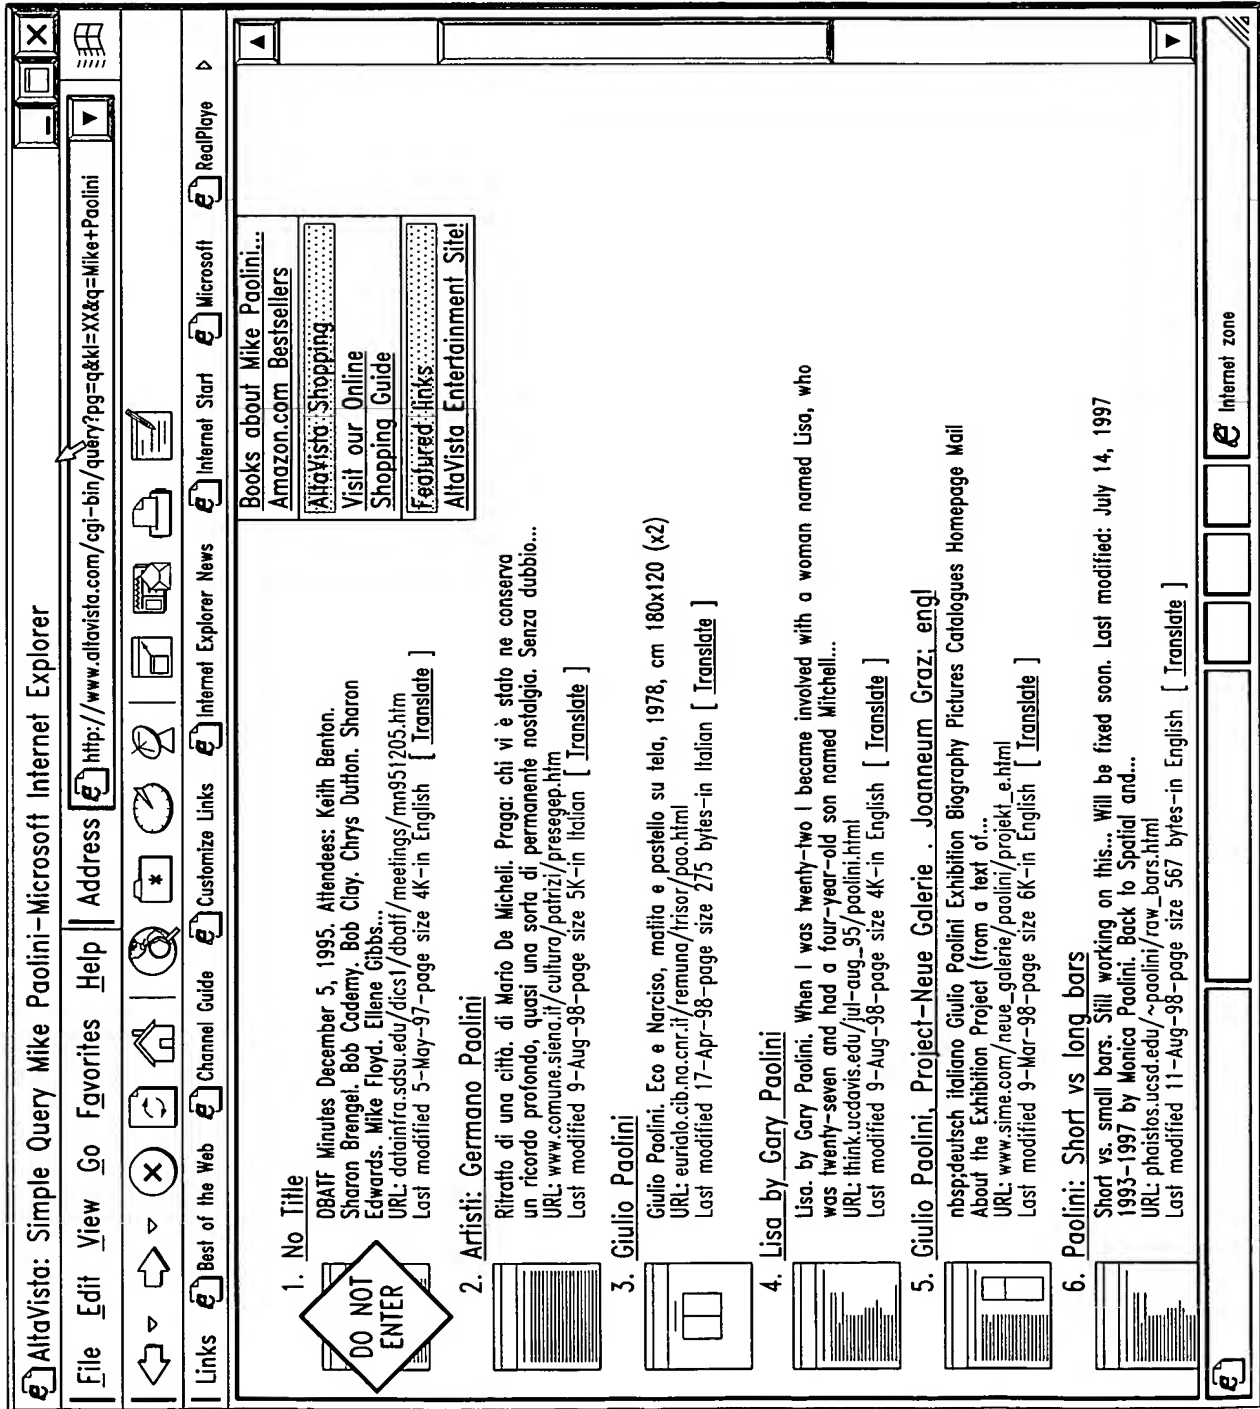 AltaVista: Simple Query Mike Paolini-Microsoft Internet Explorer
File Edit View Go Favorites Help Address http://www.altavista.com/cgi-bin/query?pg=q&kl=XX&q=Mike+Paolini
Links Best of the Web Channel Guide Customize Links Internet Explorer News Internet Start Microsoft RealPlaye
Books about Mike Paolini...
Amazon.com Bestsellers
AltaVista Shopping
Visit our Online
Shopping Guide
Featured links
AltaVista Entertainment Site!
1. No Title
DO NOT
ENTER
DBATF Minutes December 5, 1995. Attendees: Keith Benton.
Sharon Brengel. Bob Cademy. Bob Clay. Chrys Dutton. Sharon
Edwards. Mike Floyd. Ellene Gibbs...
URL: datainfra.sdsu.edu/dics1/dbatf/meetings/mn951205.htm
Last modified 5-May-97-page size 4K-in English [ Translate ]
2. Artisti: Germano Paolini
Ritratto di una città. di Mario De Micheli. Praga: chi vi è stato ne conserva
un ricordo profondo, quasi una sorta di permanente nostalgia. Senza dubbio...
URL: www.comune.siena.it/cultura/patrizi/presegep.htm
Last modified 9-Aug-98-page size 5K-in Italian [ Translate ]
3. Giulio Paolini
Giulio Paolini. Eco e Narciso, matita e pastello su tela, 1978, cm 180x120 (x2)
URL: eurialo.cib.na.cnr.it/remuna/trisor/pao.html
Last modified 17-Apr-98-page size 275 bytes-in Italian [ Translate ]
4. Lisa by Gary Paolini
Lisa. by Gary Paolini. When I was twenty-two I became involved with a woman named Lisa, who
was twenty-seven and had a four-year-old son named Mitchell...
URL: think.ucdavis.edu/jul-aug_95/paolini.html
Last modified 9-Aug-98-page size 4K-in English [ Translate ]
5. Giulio Paolini, Project-Neue Galerie . Joanneum Graz; engl
nbsp;deutsch italiano Giulio Paolini Exhibition Biography Pictures Catalogues Homepage Mail
About the Exhibition Project (from a text of...
URL: www.sime.com/neue_galerie/paolini/projekt_e.html
Last modified 9-Mar-98-page size 6K-in English [ Translate ]
6. Paolini: Short vs long bars
Short vs. small bars. Still working on this... Will be fixed soon. Last modified: July 14, 1997
1993-1997 by Monica Paolini. Back to Spatial and...
URL: phaistos.ucsd.edu/~paolini/raw_bars.html
Last modified 11-Aug-98-page size 567 bytes-in English [ Translate ]
Internet zone